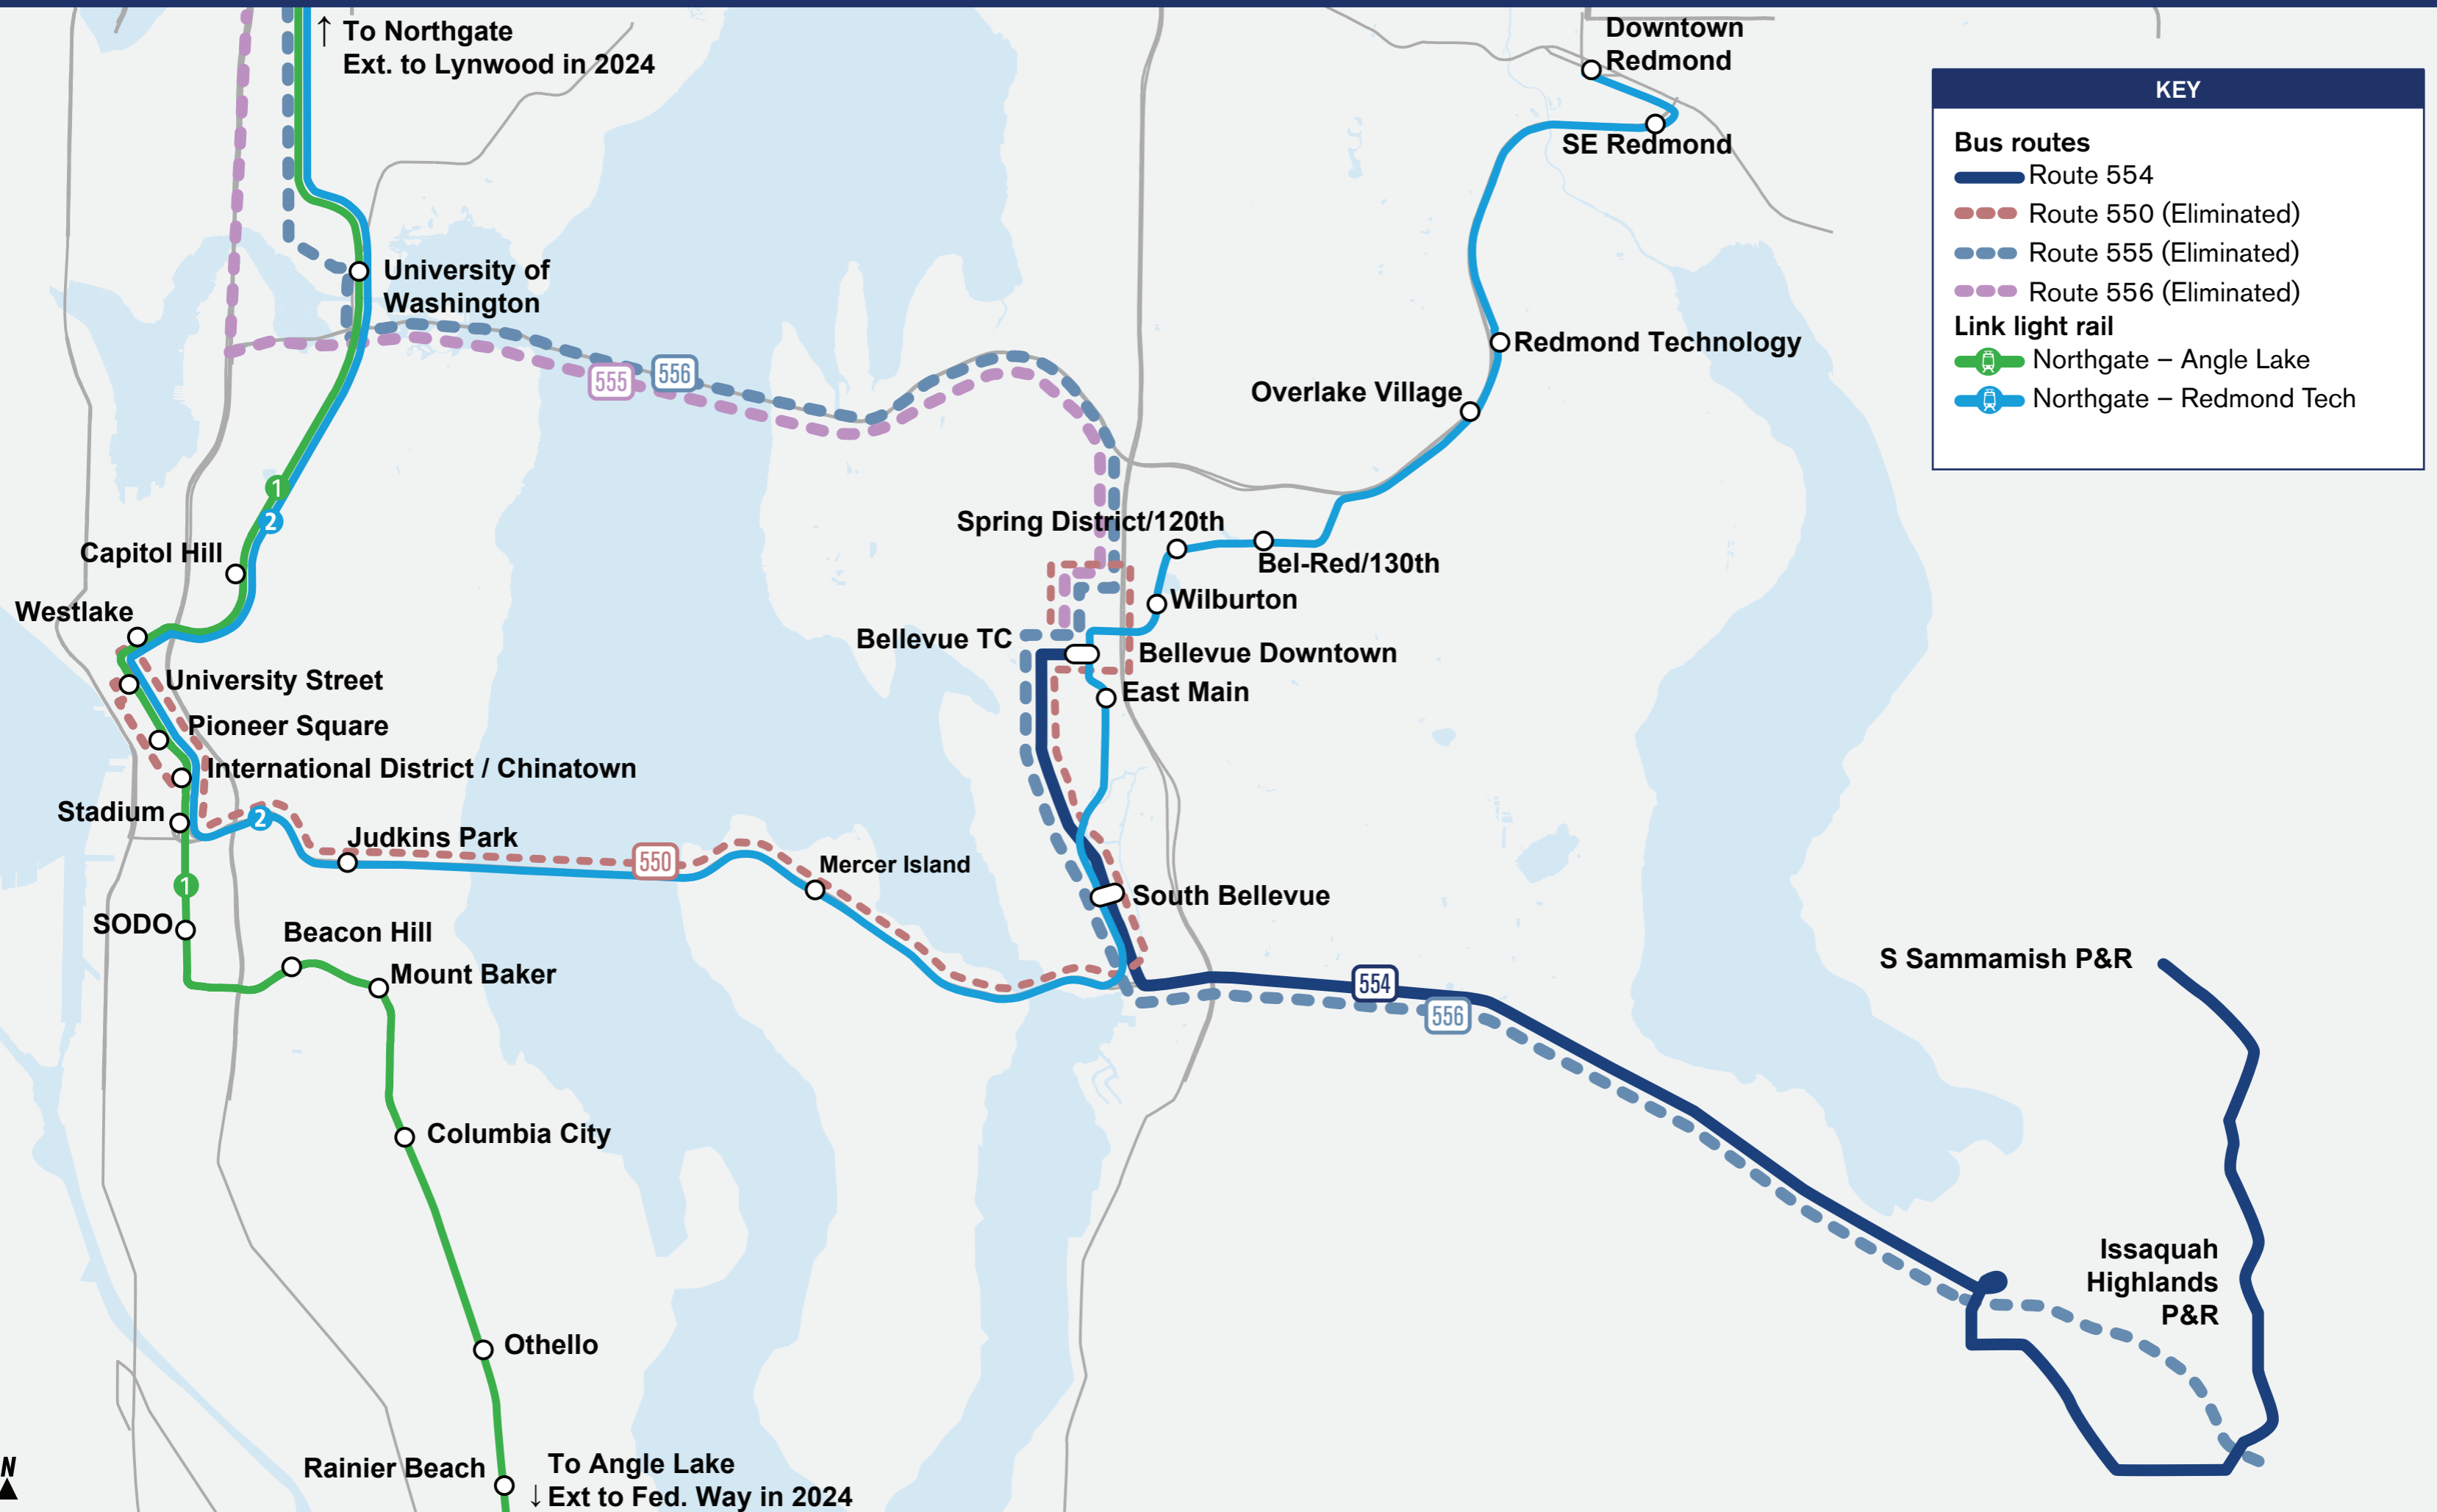 ↑ To Northgate
Ext. to Lynwood in 2024
Downtown
Redmond
SE Redmond
KEY
Bus routes
Route 554
Route 550 (Eliminated)
Route 555 (Eliminated)
Route 556 (Eliminated)
Link light rail
Northgate – Angle Lake
Northgate – Redmond Tech
University of
Washington
Redmond Technology
555
556
Overlake Village
1
2
Spring District/120th
Capitol Hill
Bel-Red/130th
Westlake
Wilburton
Bellevue TC
Bellevue Downtown
University Street
East Main
Pioneer Square
International District / Chinatown
Stadium
2
Judkins Park
550
Mercer Island
1
South Bellevue
SODO
Beacon Hill
Mount Baker
S Sammamish P&R
554
556
Columbia City
Issaquah
Highlands
P&R
Othello
Rainier Beach
To Angle Lake
↓ Ext to Fed. Way in 2024
N